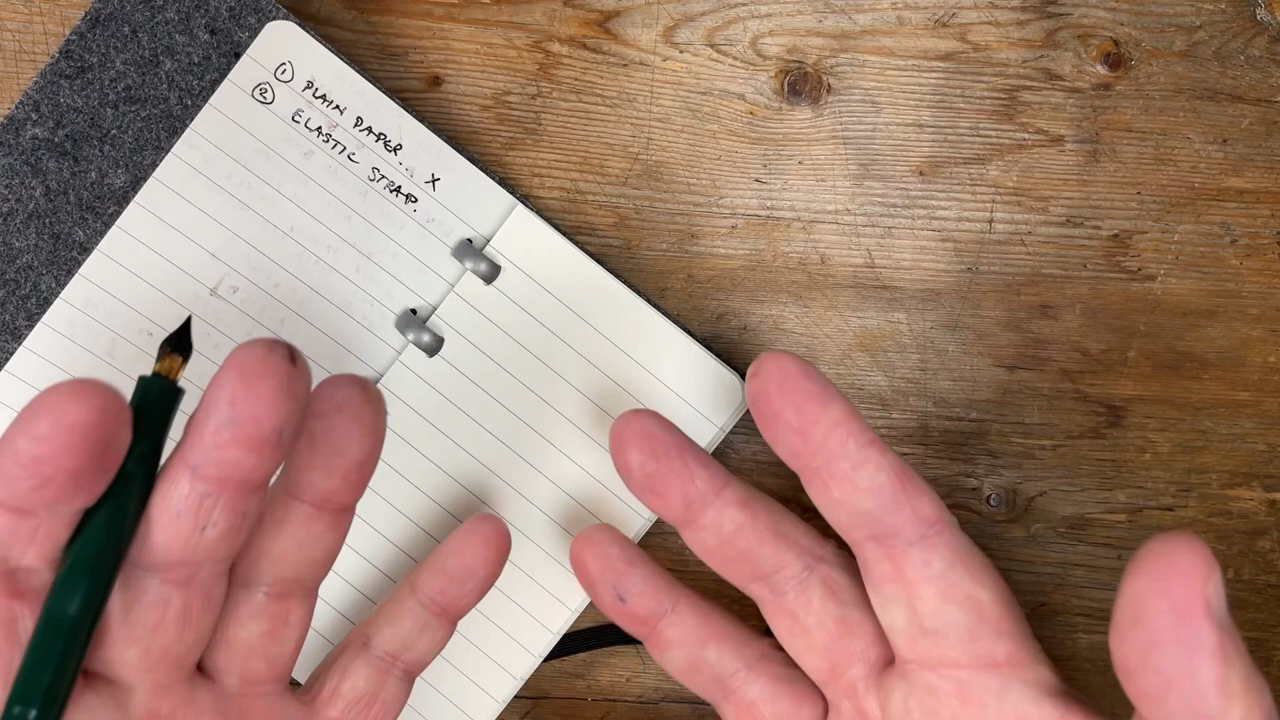 ① PLAIN PAPER.. X
② ELASTIC STRAP.